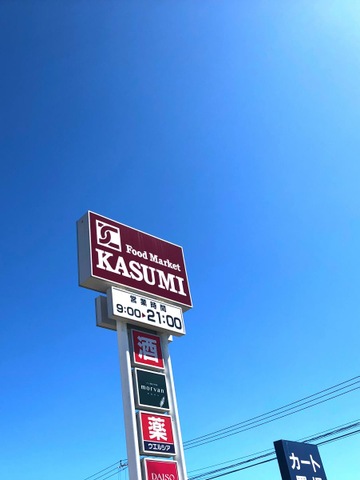 Food Market
KASUMI
営業時間
9:00▶21:00
酒
morvan
薬
ウエルシア
DAISO
カート